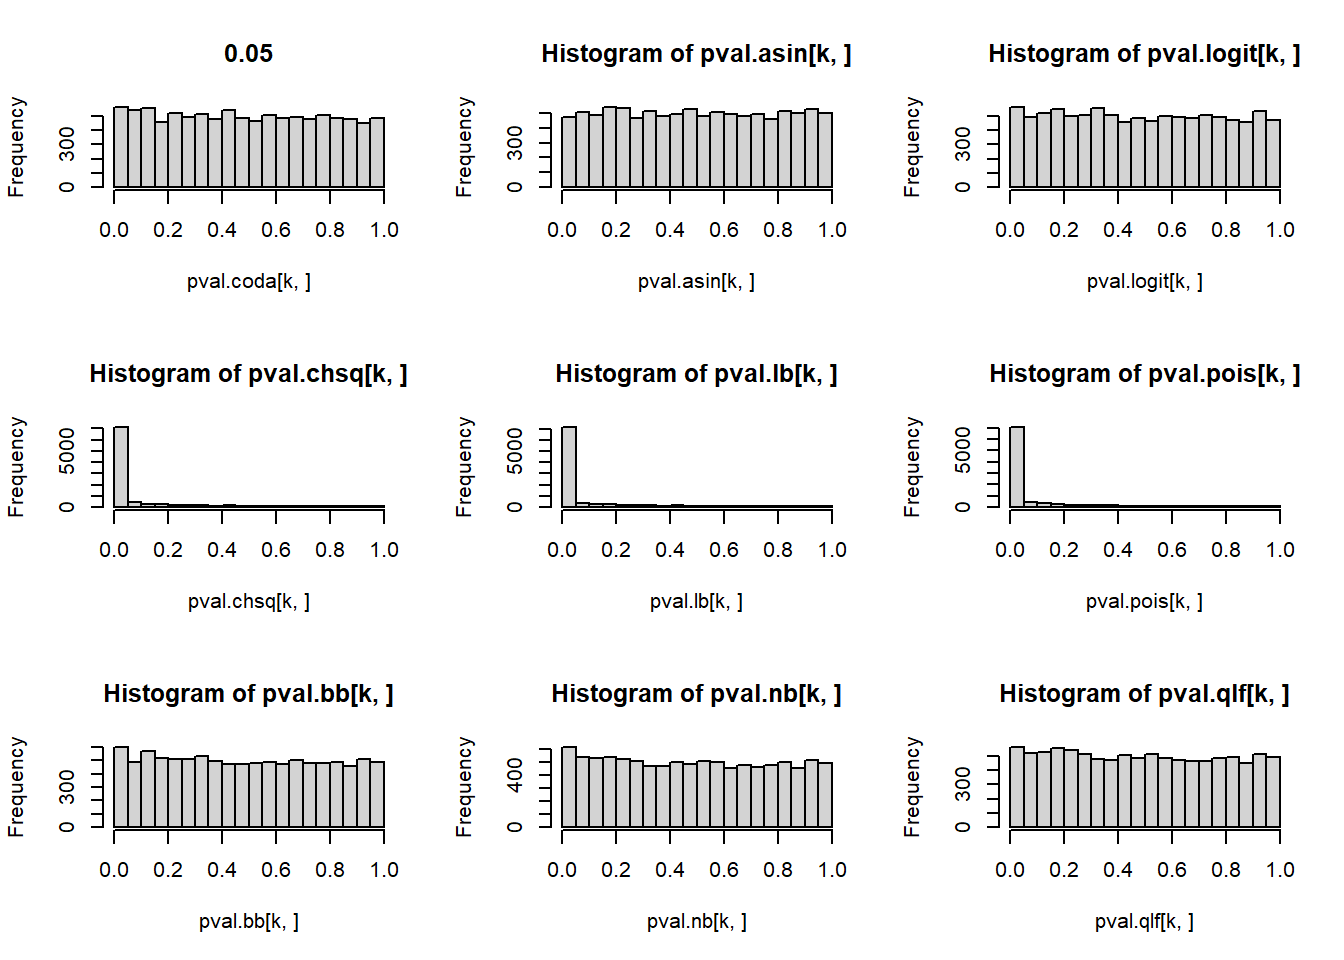 0.05
Frequency
0 300
0.0 0.2 0.4 0.6 0.8 1.0
pval.coda[k, ]
Histogram of pval.asin[k, ]
Frequency
0 300
0.0 0.2 0.4 0.6 0.8 1.0
pval.asin[k, ]
Histogram of pval.logit[k, ]
Frequency
0 300
0.0 0.2 0.4 0.6 0.8 1.0
pval.logit[k, ]
Histogram of pval.chsq[k, ]
Frequency
0 5000
0.0 0.2 0.4 0.6 0.8 1.0
pval.chsq[k, ]
Histogram of pval.lb[k, ]
Frequency
0 5000
0.0 0.2 0.4 0.6 0.8 1.0
pval.lb[k, ]
Histogram of pval.pois[k, ]
Frequency
0 5000
0.0 0.2 0.4 0.6 0.8 1.0
pval.pois[k, ]
Histogram of pval.bb[k, ]
Frequency
0 300
0.0 0.2 0.4 0.6 0.8 1.0
pval.bb[k, ]
Histogram of pval.nb[k, ]
Frequency
0 400
0.0 0.2 0.4 0.6 0.8 1.0
pval.nb[k, ]
Histogram of pval.qlf[k, ]
Frequency
0 300
0.0 0.2 0.4 0.6 0.8 1.0
pval.qlf[k, ]